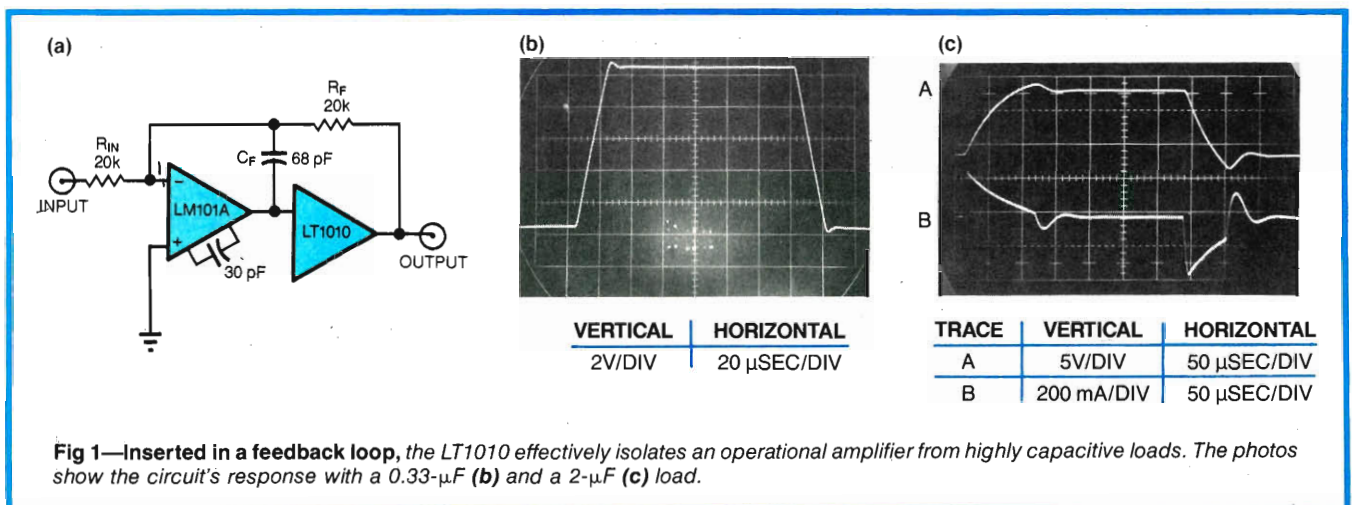 (a)
R_F
20k
R_IN
20k
C_F
68 pF
INPUT
−
LM101A
+
30 pF
LT1010
OUTPUT
(b)
VERTICAL HORIZONTAL
2V/DIV 20 µSEC/DIV
(c)
A
B
TRACE VERTICAL HORIZONTAL
A 5V/DIV 50 µSEC/DIV
B 200 mA/DIV 50 µSEC/DIV
Fig 1—Inserted in a feedback loop, the LT1010 effectively isolates an operational amplifier from highly capacitive loads. The photos
show the circuit's response with a 0.33-µF (b) and a 2-µF (c) load.